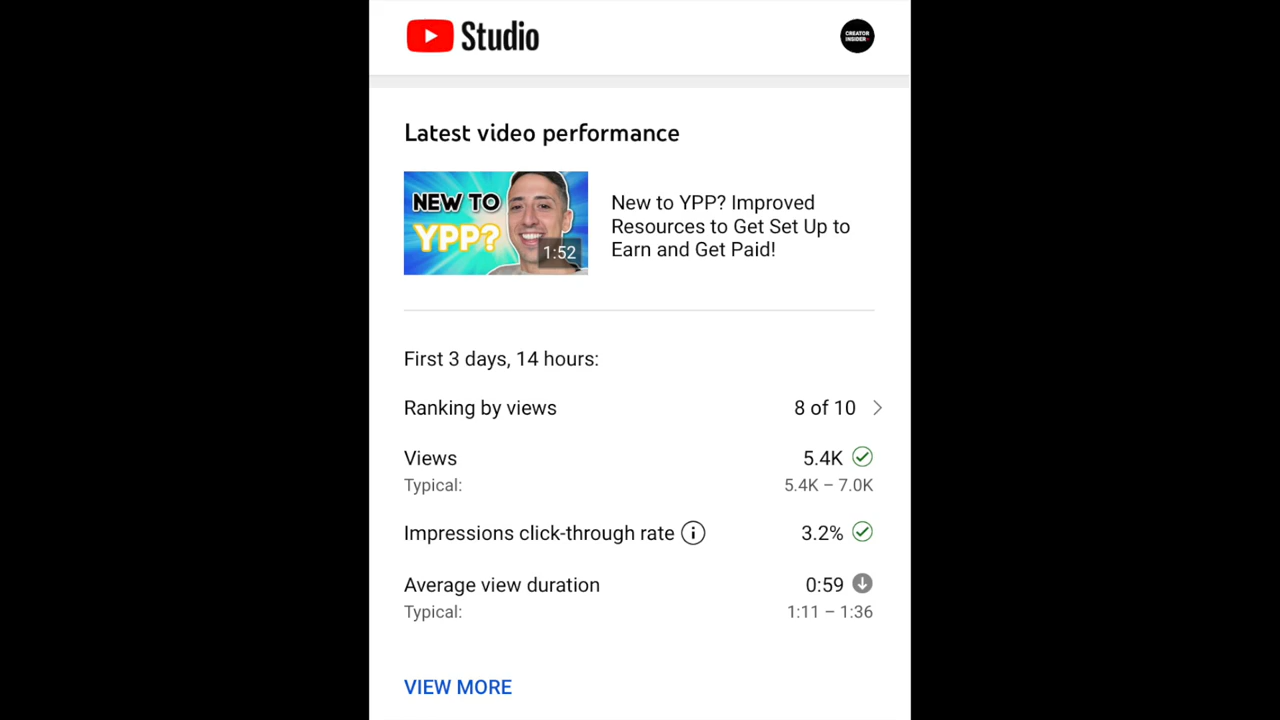 Studio
CREATOR
INSIDER
Latest video performance
NEW TO
YPP?
1:52
New to YPP? Improved
Resources to Get Set Up to
Earn and Get Paid!
First 3 days, 14 hours:
Ranking by views 8 of 10
Views 5.4K
Typical: 5.4K – 7.0K
Impressions click-through rate 3.2%
Average view duration 0:59
Typical: 1:11 – 1:36
VIEW MORE